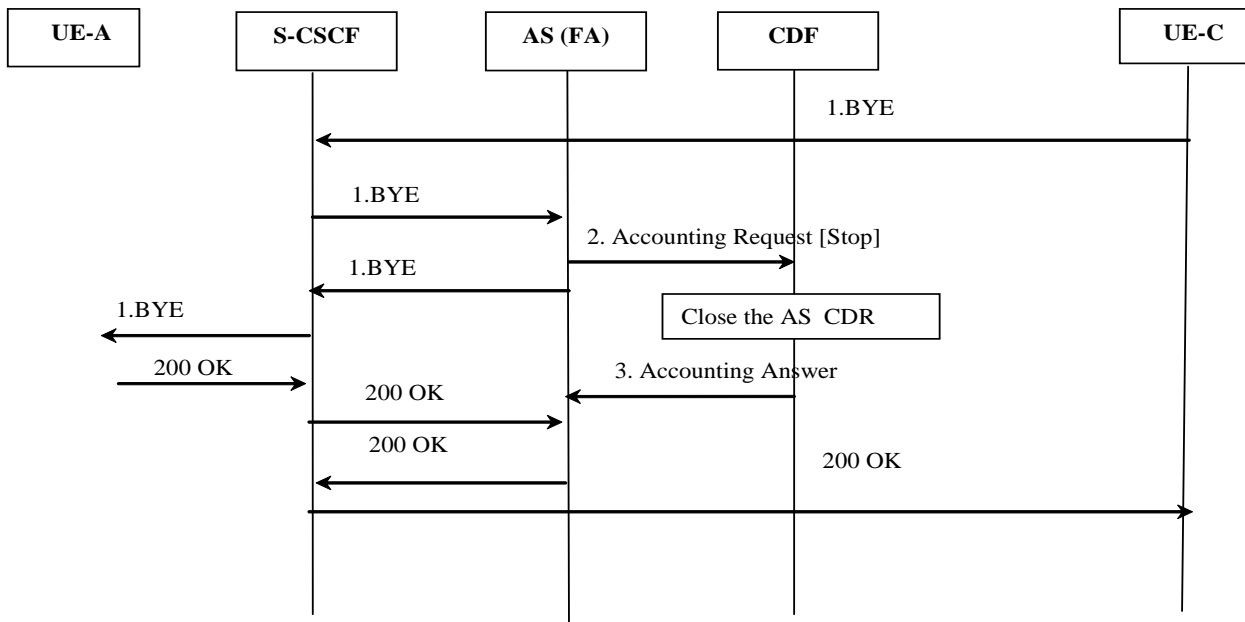 UE-A
S-CSCF
AS (FA)
CDF
UE-C
1.BYE
1.BYE
2. Accounting Request [Stop]
1.BYE
1.BYE
Close the AS CDR
200 OK
3. Accounting Answer
200 OK
200 OK
200 OK